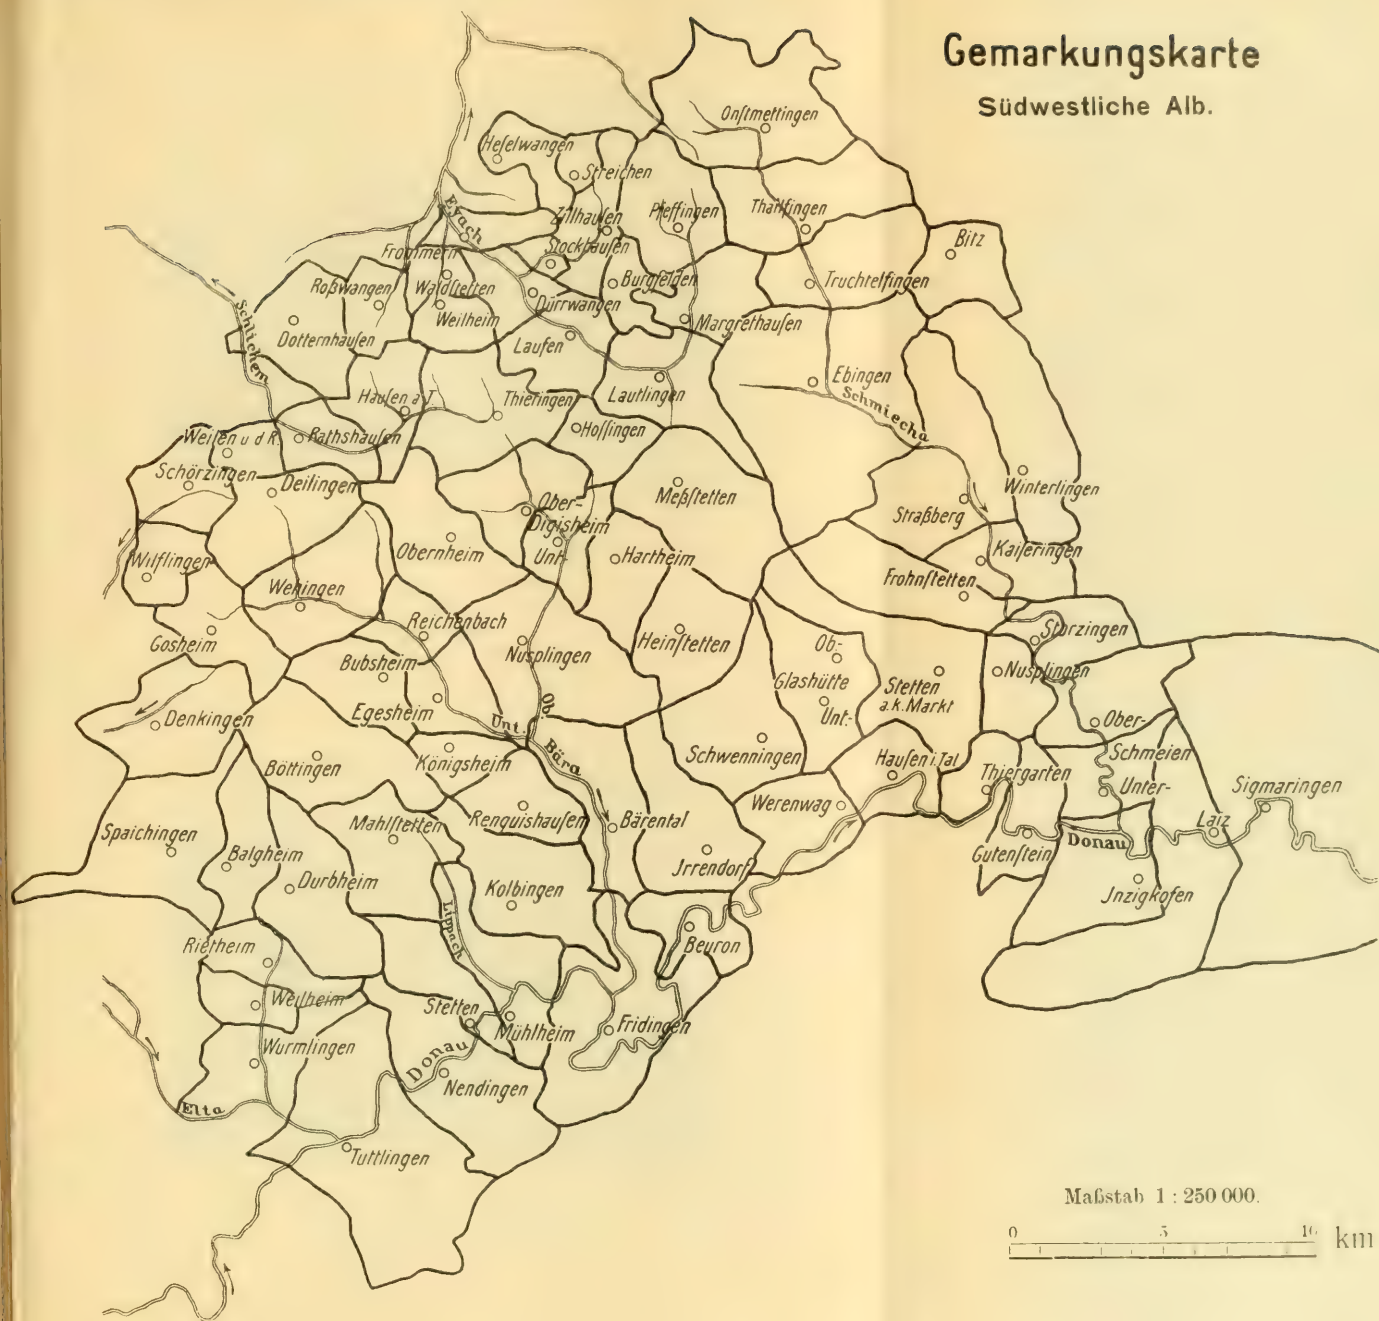 Gemarkungskarte
Südwestliche Alb.
Onſtmettingen
Heſelwangen
Streichen
Zillhauſen
Pfeffingen
Thailfingen
Eyach
Bitz
Frommern
Stockhauſen
Roßwangen
Waldſtetten
Burgfelden
Truchtelfingen
Weilheim
Dürrwangen
Margrethauſen
Schlichem
Dotternhauſen
Laufen
Ebingen
Hauſen a. T.
Thieringen
Lautlingen
Schmiecha
Weilen u d R.
Rathshauſen
Hoſſingen
Schörzingen
Deilingen
Meßſtetten
Winterlingen
Ober-
Digisheim
Unt-
Straßberg
Obernheim
Hartheim
Kaiſeringen
Wilflingen
Frohnſtetten
Wehingen
Reichenbach
Gosheim
Heinſtetten
Storzingen
Bubsheim
Nusplingen
Ob.-
Glashütte
Unt.-
Stetten
a.k. Markt
Nusplingen
Denkingen
Egesheim
Unt.
Ob.
Bära
Ober-
Schmeien
Unter-
Böttingen
Königsheim
Schwenningen
Hauſen i. Tal
Thiergarten
Sigmaringen
Spaichingen
Mahlſtetten
Renquishauſen
Bärental
Werenwag
Laiz
Balgheim
Gutenſtein
Donau
Durbheim
Kolbingen
Jrrendorf
Jnzigkofen
Lippach
Rietheim
Beuron
Weilheim
Stetten
Mühlheim
Fridingen
Wurmlingen
Donau
Nendingen
Elta
Tuttlingen
Maßstab 1 : 250 000.
0 5 10 km